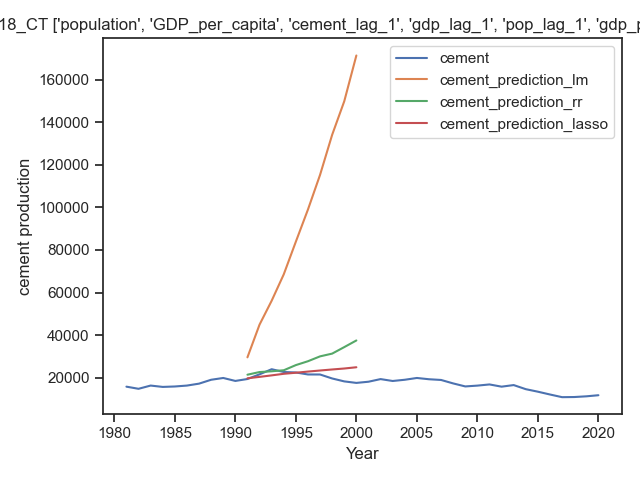 18_CT ['population', 'GDP_per_capita', 'cement_lag_1', 'gdp_lag_1', 'pop_lag_1', 'gdp_p
cement
cement_prediction_lm
cement_prediction_rr
cement_prediction_lasso
160000
140000
120000
100000
80000
60000
40000
20000
cement production
1980 1985 1990 1995 2000 2005 2010 2015 2020
Year